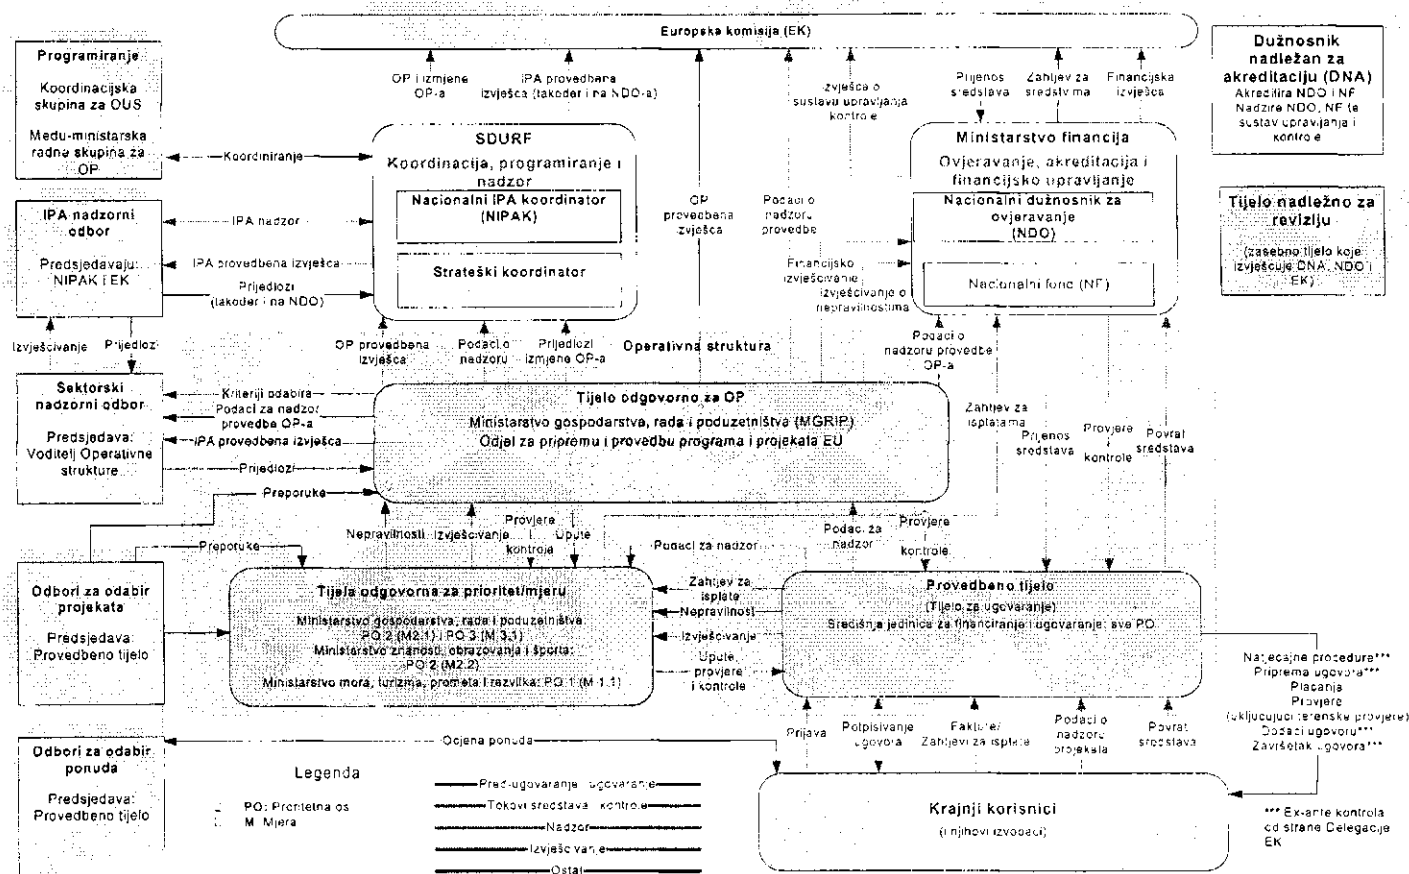 Europska komisija (EK)
Programiranje
Koordinacijska
skupina za OUS
Među-ministarska
radna skupina za
OP
OP i izmjene
OP-a
IPA provedbena
izvješća (također i na NDO-a)
Izvješća o
sustavu upravljanja
kontrole
Prijenos
sredstava
Zahtjev za
sredstvima
Financijska
izvješća
Dužnosnik
nadležan za
akreditaciju (DNA)
Akreditira NDO i NF
Nadzire NDO, NF te
sustav upravljanja i
kontrole
Koordiniranje
SDURF
Koordinacija, programiranje i
nadzor
Nacionalni IPA koordinator
(NIPAK)
Strateški koordinator
OP
provedbena
izvješća
Podaci o
nadzoru
provedbe
Ministarstvo financija
Ovjeravanje, akreditacija i
financijsko upravljanje
Nacionalni dužnosnik za
ovjeravanje
(NDO)
Nacionalni fond (NF)
Tijelo nadležno za
reviziju
(zasebno tijelo koje
izvješćuje DNA, NDO i
EK)
IPA nadzorni
odbor
Predsjedavaju:
NIPAK i EK
IPA nadzor
IPA provedbena izvješća
Prijedlozi
(također i na NDO)
Financijsko
izvješćivanje
Izvješćivanje o
nepravilnostima
Izvješćivanje
Prijedlozi
OP provedbena
izvješća
Podaci o
nadzoru
Prijedlozi
izmjene OP-a
Operativna struktura
Podaci o
nadzoru provedbe
OP-a
Sektorski
nadzorni odbor
Predsjedava:
Voditelj Operativne
strukture
Kriteriji odabira
Podaci za nadzor
provedbe OP-a
IPA provedbena izvješća
Prijedlozi
Preporuke
Tijelo odgovorno za OP
Ministarstvo gospodarstva, rada i poduzetništva (MGRIP)
Odjel za pripremu i provedbu programa i projekata EU
Zahtjev za
isplatama
Prijenos
sredstava
Provjere
kontrole
Povrat
sredstava
Preporuke
Nepravilnosti
Izvješćivanje
Provjere
i
kontrole
Upute
Podaci za nadzor
Podaci za
nadzor
Provjere
i
kontrole
Odbori za odabir
projekata
Predsjedava:
Provedbeno tijelo
Tijela odgovorna za prioritet/mjeru
Ministarstvo gospodarstva, rada i poduzetništva:
PO 2 (M2.1) i PO 3 (M 3.1)
Ministarstvo znanosti, obrazovanja i športa:
PO 2 (M2.2)
Ministarstvo mora, turizma, prometa i razvitka: PO 1 (M 1.1)
Zahtjev za
isplate
Nepravilnost
Izvješćivanje
Upute,
provjere
i kontrole
Provedbeno tijelo
(Tijelo za ugovaranje)
Središnja jedinica za financiranje i ugovaranje: sve PO
Natječajne procedure***
Priprema ugovora***
Plaćanja
Provjere
(uključujući terenske provjere)
Dodaci ugovoru***
Završetak ugovora***
Prijava
Potpisivanje
ugovora
Fakture/
Zahtjevi za isplate
Podaci o
nadzoru
projekata
Povrat
sredstava
Odbori za odabir
ponuda
Predsjedava:
Provedbeno tijelo
Ocjena ponuda
Legenda
PO: Prioritetna os
M: Mjera
Pred-ugovaranje ugovaranje
Tokovi sredstava kontrole
Nadzor
Izvješćivanje
Ostal
Krajnji korisnici
(i njihovi izvođači)
*** Ex-ante kontrola
od strane Delegacije
EK